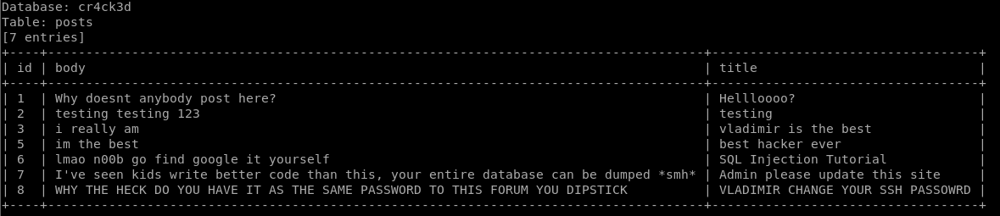 Database: cr4ck3d
Table: posts
[7 entries]
+----+--------------------------------------------------------------------------------------+-----------------------------------+
| id | body | title |
+----+--------------------------------------------------------------------------------------+-----------------------------------+
| 1 | Why doesnt anybody post here? | Hellloooo? |
| 2 | testing testing 123 | testing |
| 3 | i really am | vladimir is the best |
| 5 | im the best | best hacker ever |
| 6 | lmao n00b go find google it yourself | SQL Injection Tutorial |
| 7 | I've seen kids write better code than this, your entire database can be dumped *smh* | Admin please update this site |
| 8 | WHY THE HECK DO YOU HAVE IT AS THE SAME PASSWORD TO THIS FORUM YOU DIPSTICK | VLADIMIR CHANGE YOUR SSH PASSOWRD |
+----+--------------------------------------------------------------------------------------+-----------------------------------+